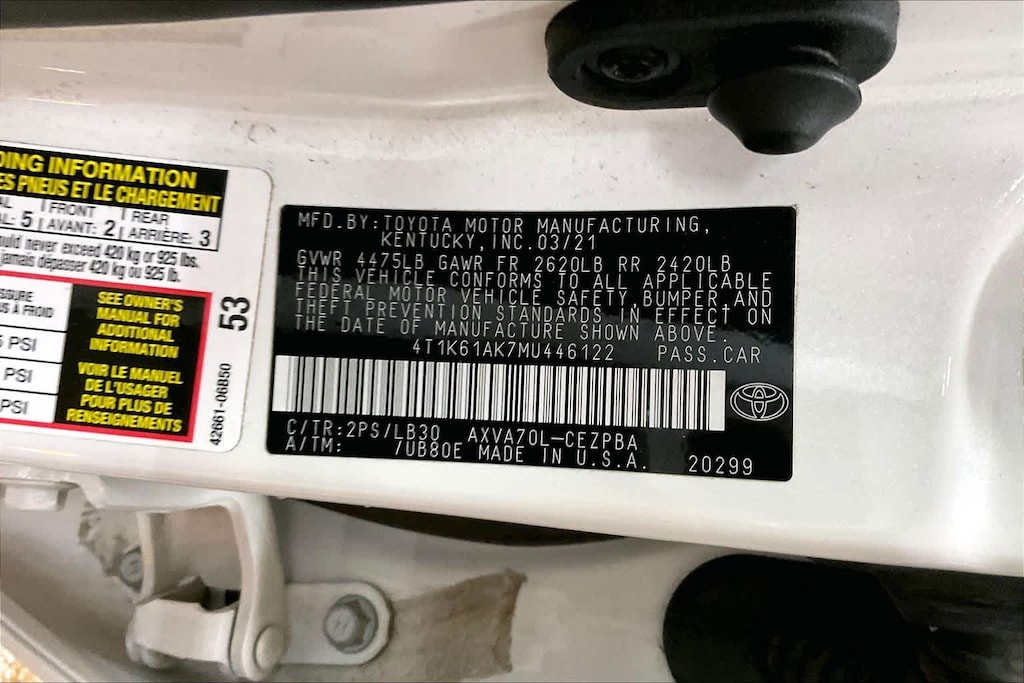 DING INFORMATION
ES PNEUS ET LE CHARGEMENT
FRONT REAR
5 AVANT: 2 ARRIÈRE: 3
never exceed 420 kg or 925 lbs.
jamais dépasser 420 kg ou 925 lb.
À FROID
PSI
PSI
PSI
SEE OWNER'S
MANUAL FOR
ADDITIONAL
INFORMATION
VOIR LE MANUEL
DE L'USAGER
POUR PLUS DE
RENSEIGNEMENTS
53
42661-06B50
MFD.BY:TOYOTA MOTOR MANUFACTURING,
KENTUCKY,INC.03/21
GVWR 4475LB GAWR FR 2620LB RR 2420LB
THIS VEHICLE CONFORMS TO ALL APPLICABLE
FEDERAL MOTOR VEHICLE SAFETY,BUMPER,AND
THEFT PREVENTION STANDARDS IN EFFECT ON
THE DATE OF MANUFACTURE SHOWN ABOVE.
4T1K61AK7MU446122 PASS.CAR
C/TR:2PS/LB30 AXVA70L-CEZPBA
A/TM: /UB80E MADE IN U.S.A. 20299